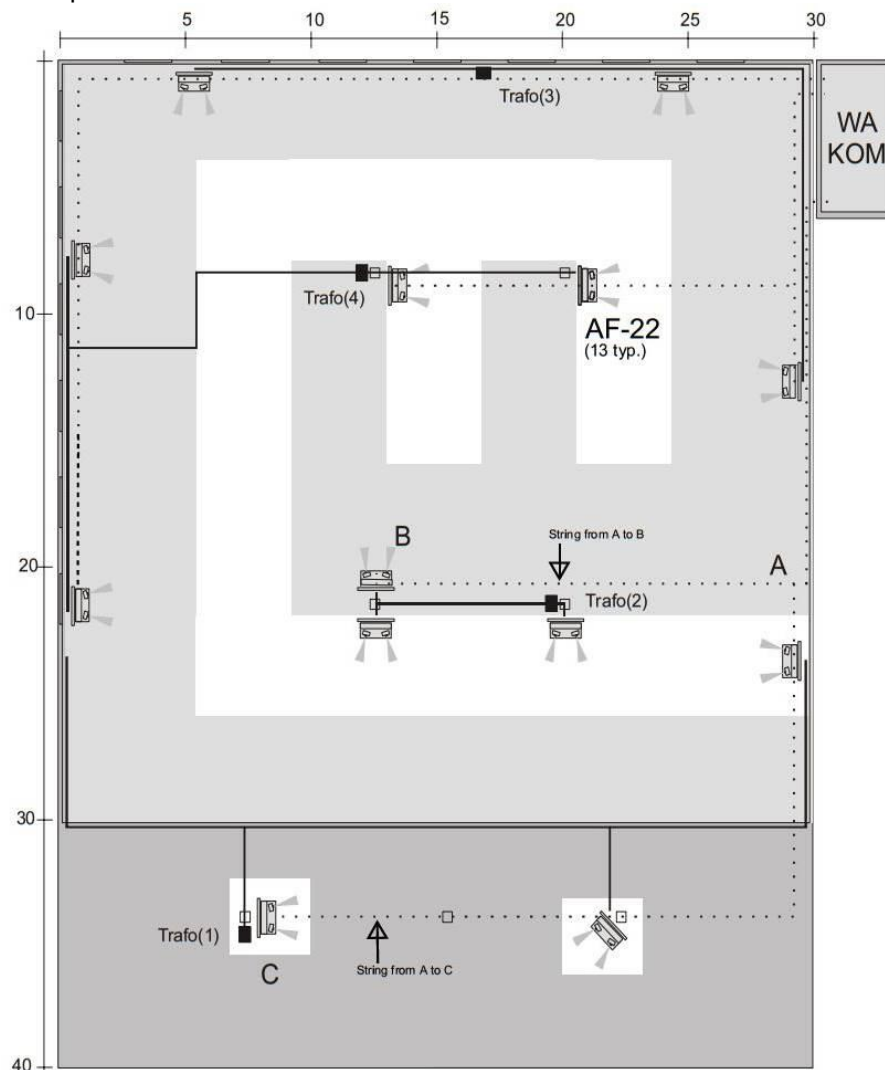 5 10 15 20 25 30
Trafo(3)
WA
KOM
Trafo(4)
10
AF-22
(13 typ.)
B
String from A to B
20
A
Trafo(2)
30
Trafo(1)
C
String from A to C
40